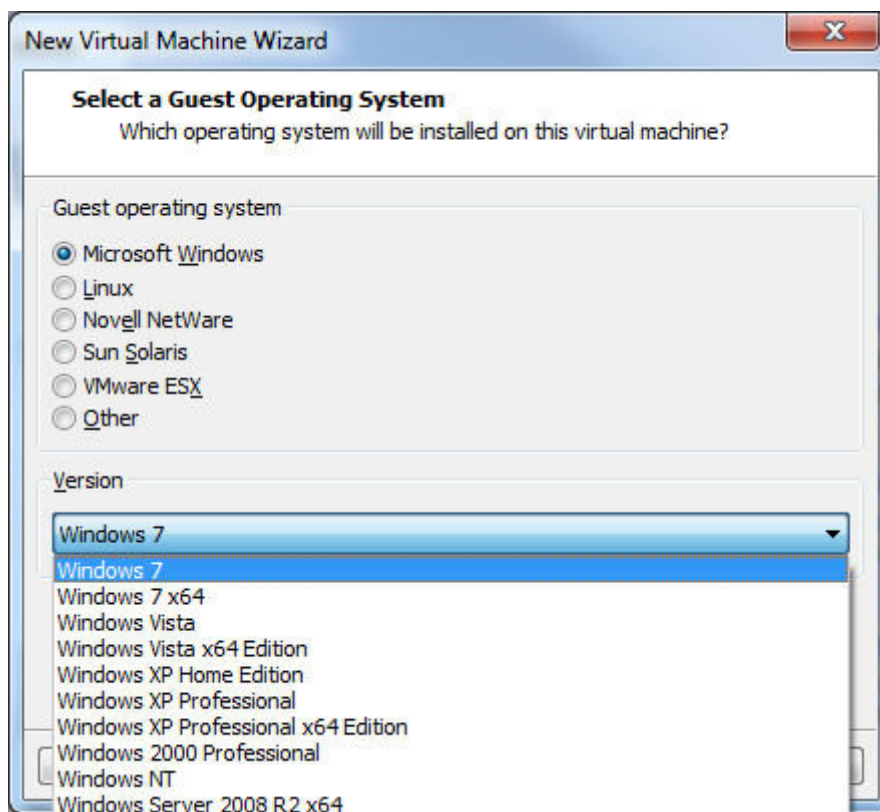 New Virtual Machine Wizard
Select a Guest Operating System
Which operating system will be installed on this virtual machine?
Guest operating system
Microsoft Windows
Linux
Novell NetWare
Sun Solaris
VMware ESX
Other
Version
Windows 7
Windows 7
Windows 7 x64
Windows Vista
Windows Vista x64 Edition
Windows XP Home Edition
Windows XP Professional
Windows XP Professional x64 Edition
Windows 2000 Professional
Windows NT
Windows Server 2008 R2 x64